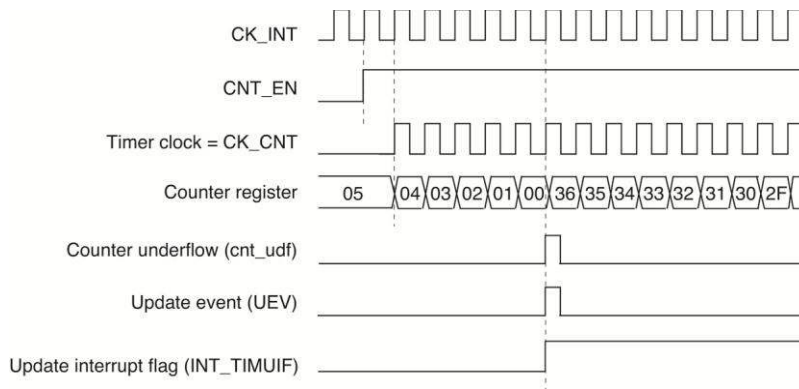 CK_INT
CNT_EN
Timer clock = CK_CNT
Counter register 05 04 03 02 01 00 36 35 34 33 32 31 30 2F
Counter underflow (cnt_udf)
Update event (UEV)
Update interrupt flag (INT_TIMUIF)